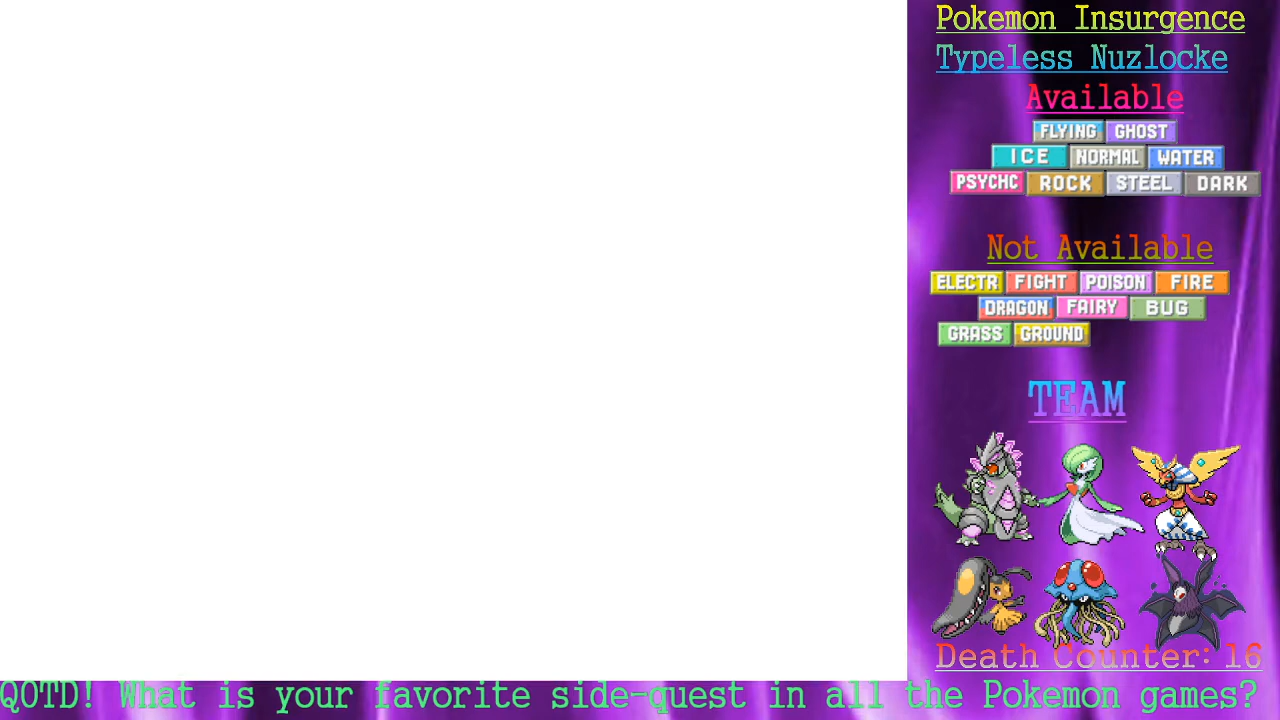 Pokemon Insurgence
Typeless Nuzlocke
Available
FLYING GHOST
ICE NORMAL WATER
PSYCHC ROCK STEEL DARK
Not Available
ELECTR FIGHT POISON FIRE
DRAGON FAIRY BUG
GRASS GROUND
TEAM
Death Counter: 16
QOTD! What is your favorite side-quest in all the Pokemon games?